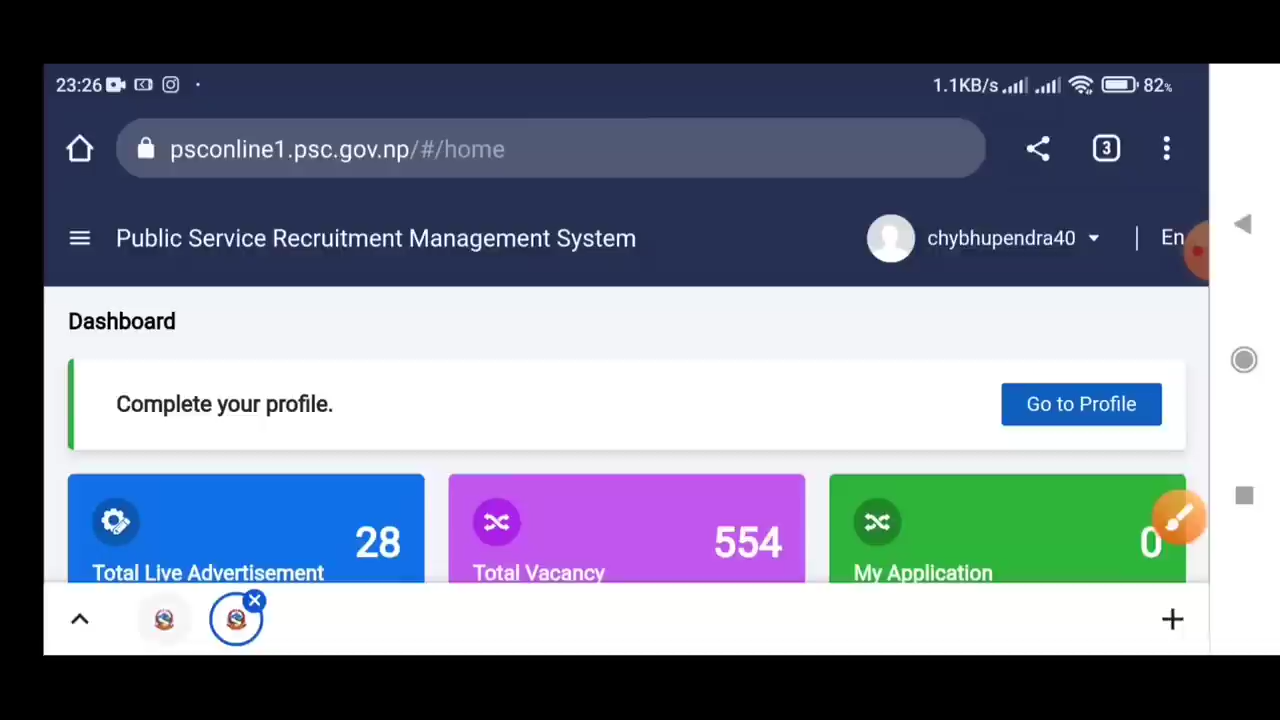 23:26
1.1KB/s
82%
psconline1.psc.gov.np/#/home
3
Public Service Recruitment Management System
chybhupendra40
En
Dashboard
Complete your profile.
Go to Profile
28
Total Live Advertisement
554
Total Vacancy
0
My Application